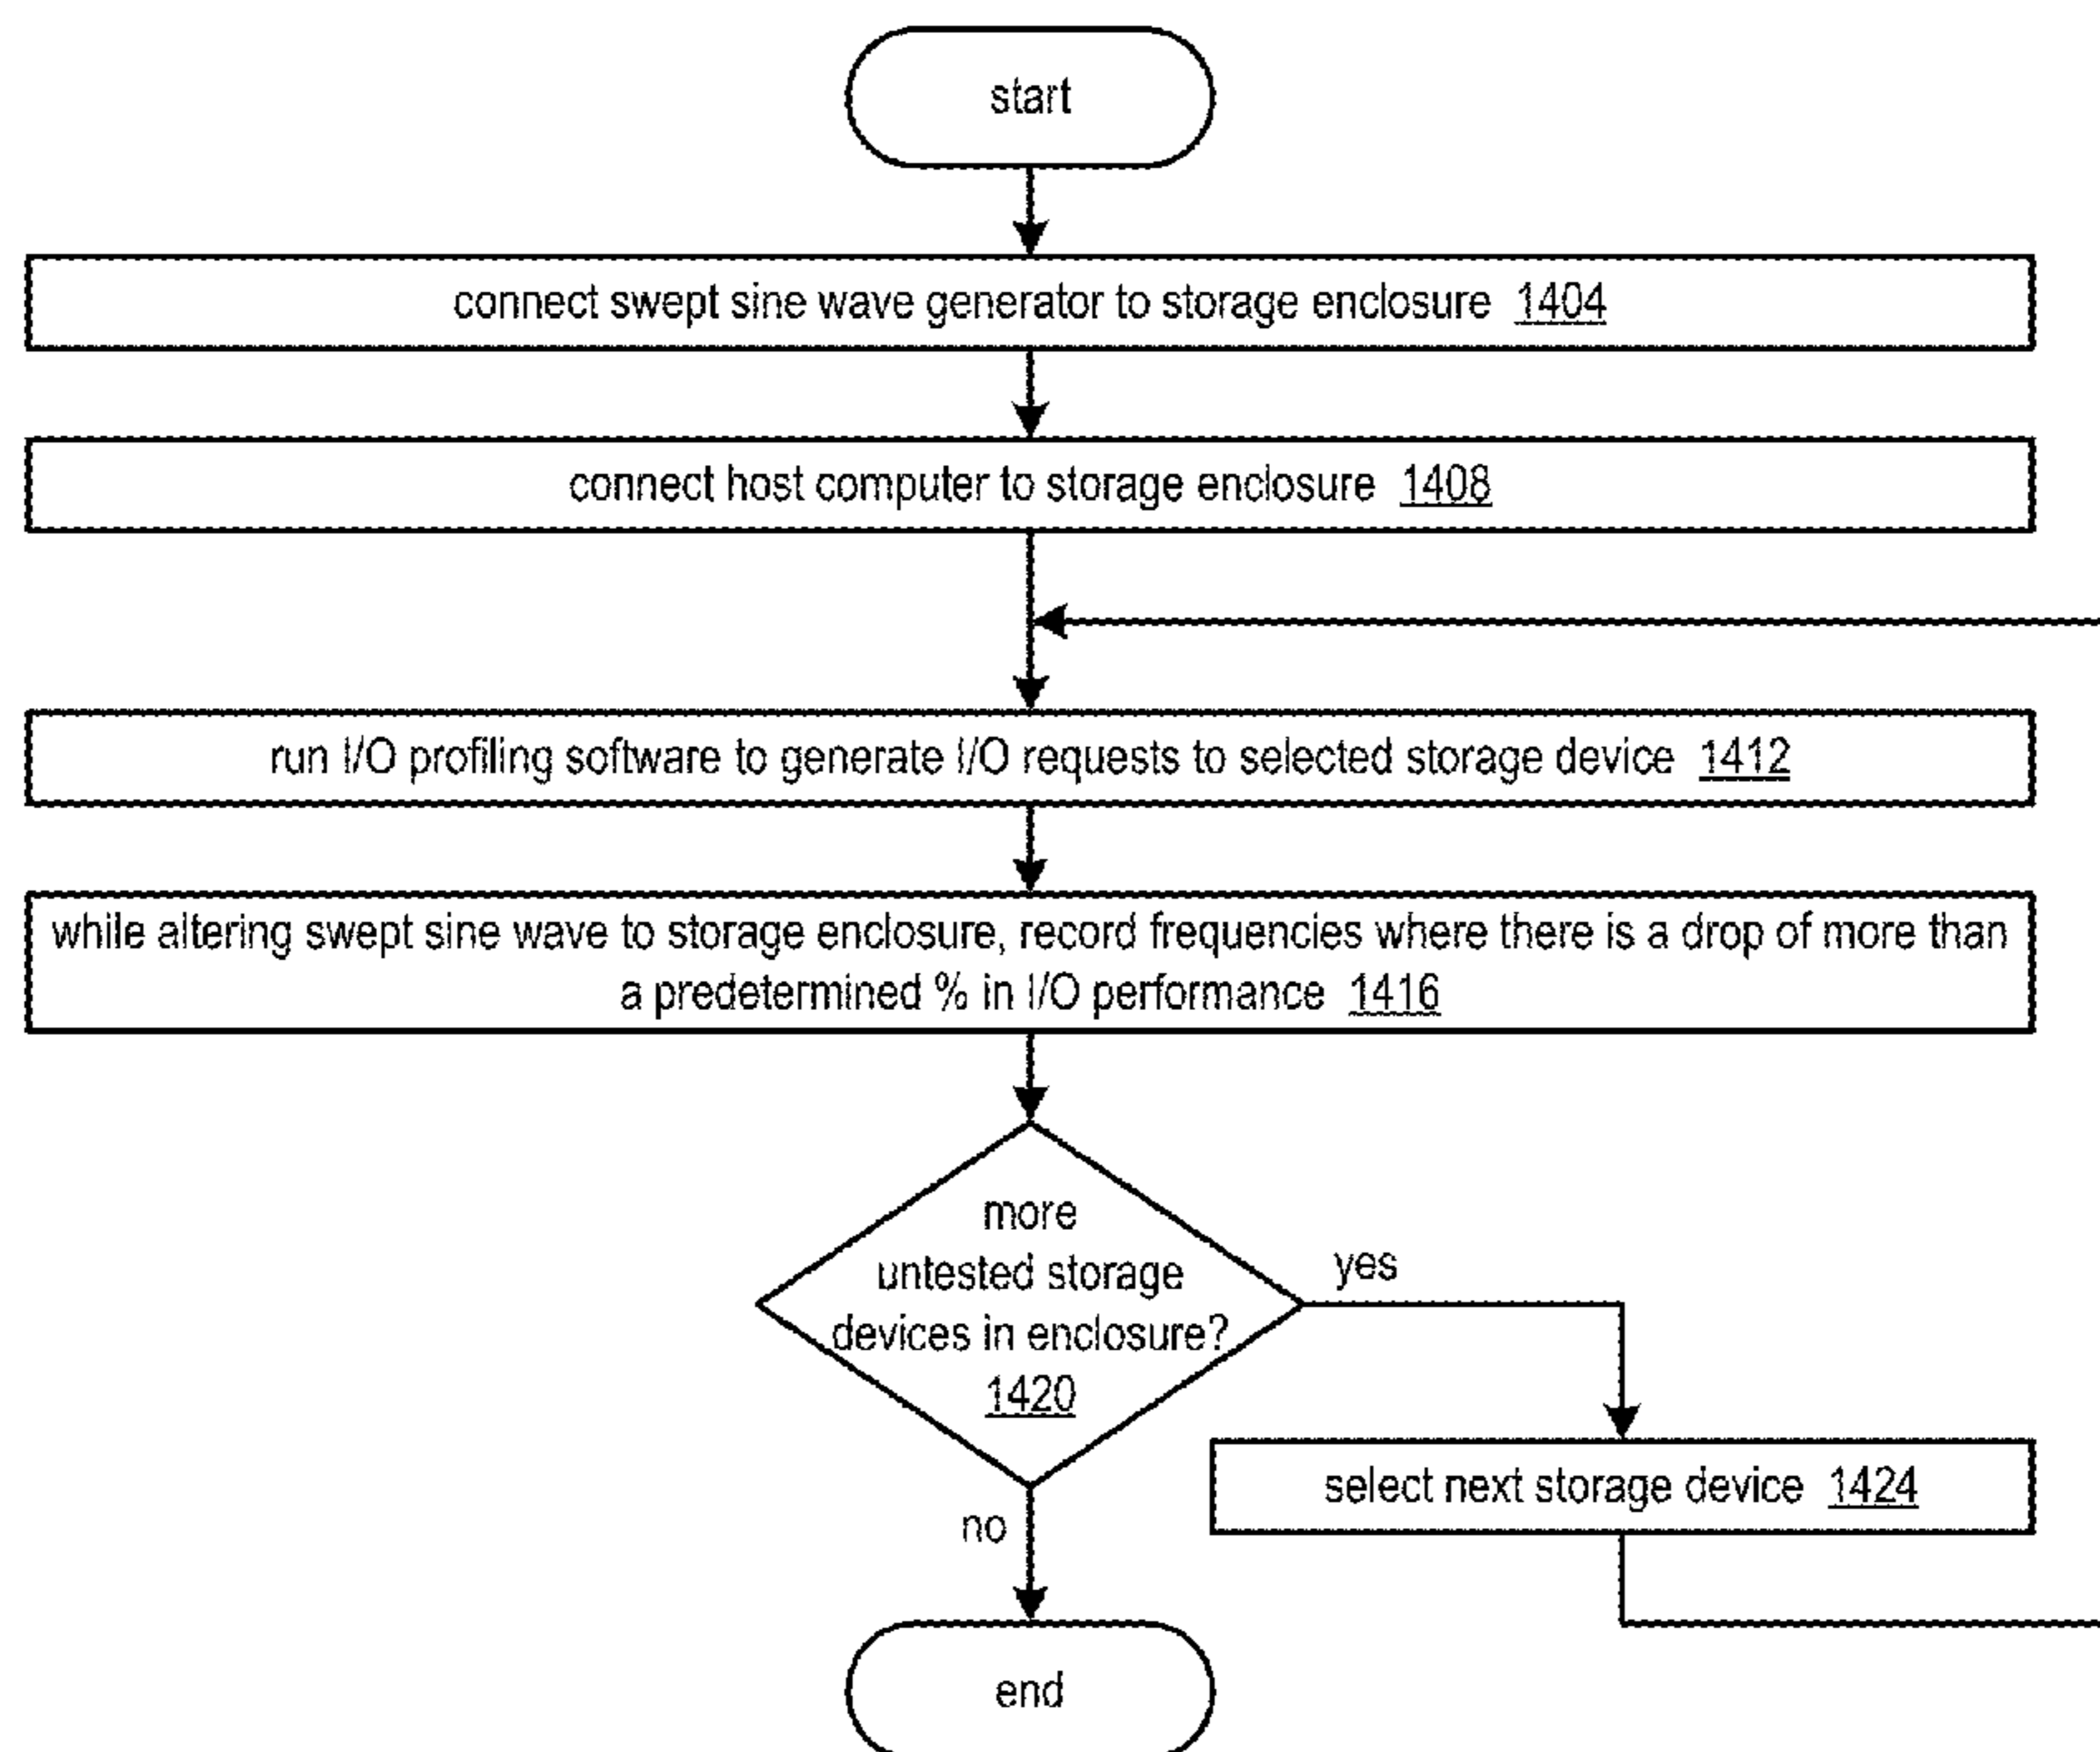 start
connect swept sine wave generator to storage enclosure 1404
connect host computer to storage enclosure 1408
run I/O profiling software to generate I/O requests to selected storage device 1412
while altering swept sine wave to storage enclosure, record frequencies where there is a drop of more than
a predetermined % in I/O performance 1416
more
untested storage
devices in enclosure?
1420
yes
select next storage device 1424
no
end